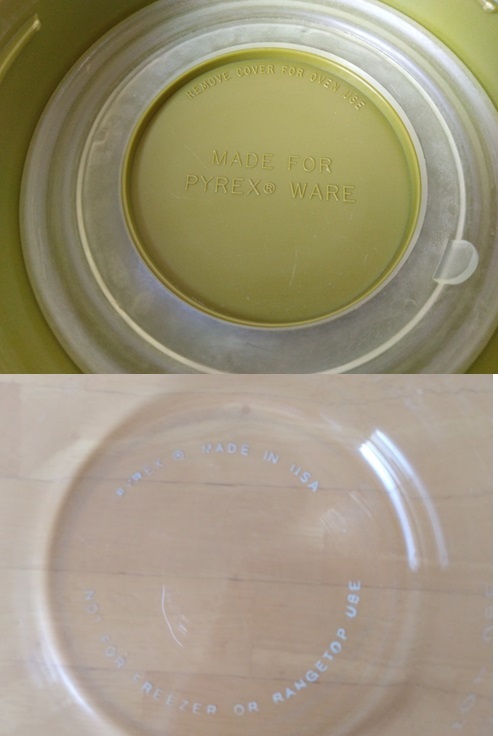 REMOVE COVER FOR OVEN USE
MADE FOR
PYREX® WARE
PYREX ® MADE IN USA
NOT FOR FREEZER OR RANGETOP USE